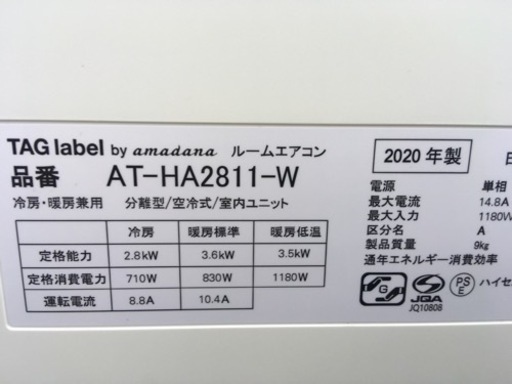 TAG label by amadana ルームエアコン
2020 年製
品番 AT-HA2811-W
冷房・暖房兼用 分離型/空冷式/室内ユニット
冷房 暖房標準 暖房低温
定格能力 2.8kW 3.6kW 3.5kW
定格消費電力 710W 830W 1180W
運転電流 8.8A 10.4A
電源 単相
最大電流 14.8A
最大入力 1180W
区分名 A
製品質量 9kg
通年エネルギー消費効率
G
JQA
JQ10808
PS
E
ハイセ